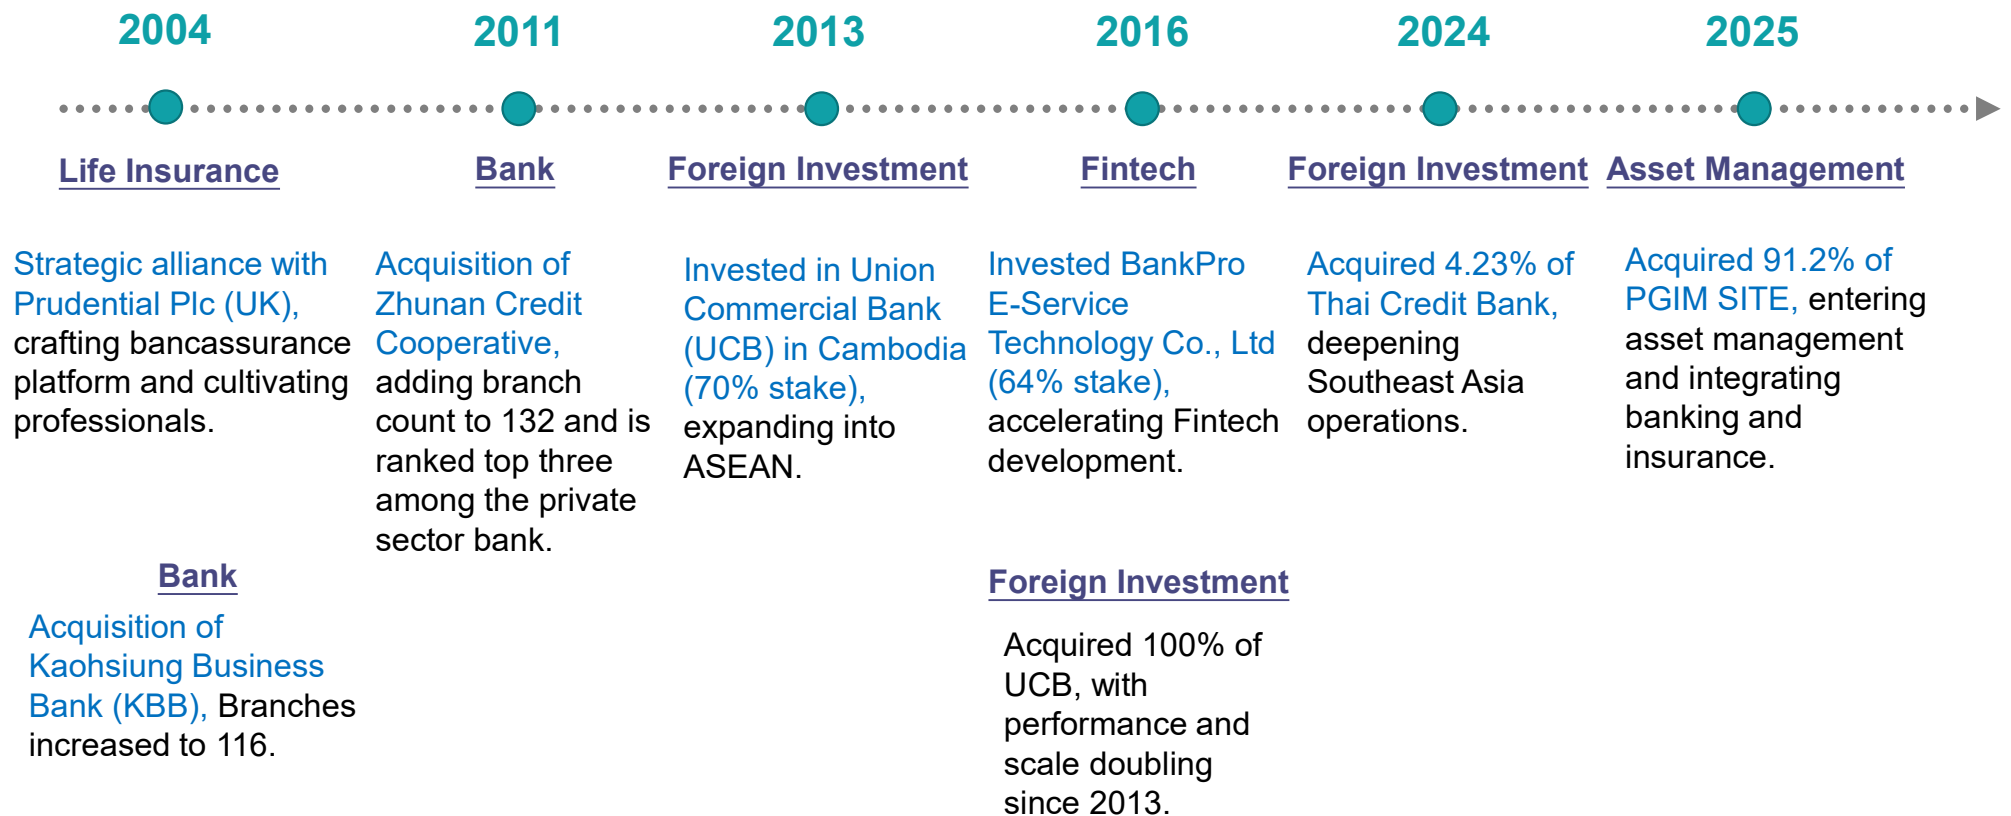 2004
2011
2013
2016
2024
2025
Life Insurance
Strategic alliance with
Prudential Plc (UK),
crafting bancassurance
platform and cultivating
professionals.
Bank
Acquisition of
Kaohsiung Business
Bank (KBB), Branches
increased to 116.
Bank
Acquisition of
Zhunan Credit
Cooperative,
adding branch
count to 132 and is
ranked top three
among the private
sector bank.
Foreign Investment
Invested in Union
Commercial Bank
(UCB) in Cambodia
(70% stake),
expanding into
ASEAN.
Fintech
Invested BankPro
E-Service
Technology Co., Ltd
(64% stake),
accelerating Fintech
development.
Foreign Investment
Acquired 100% of
UCB, with
performance and
scale doubling
since 2013.
Foreign Investment
Acquired 4.23% of
Thai Credit Bank,
deepening
Southeast Asia
operations.
Asset Management
Acquired 91.2% of
PGIM SITE, entering
asset management
and integrating
banking and
insurance.